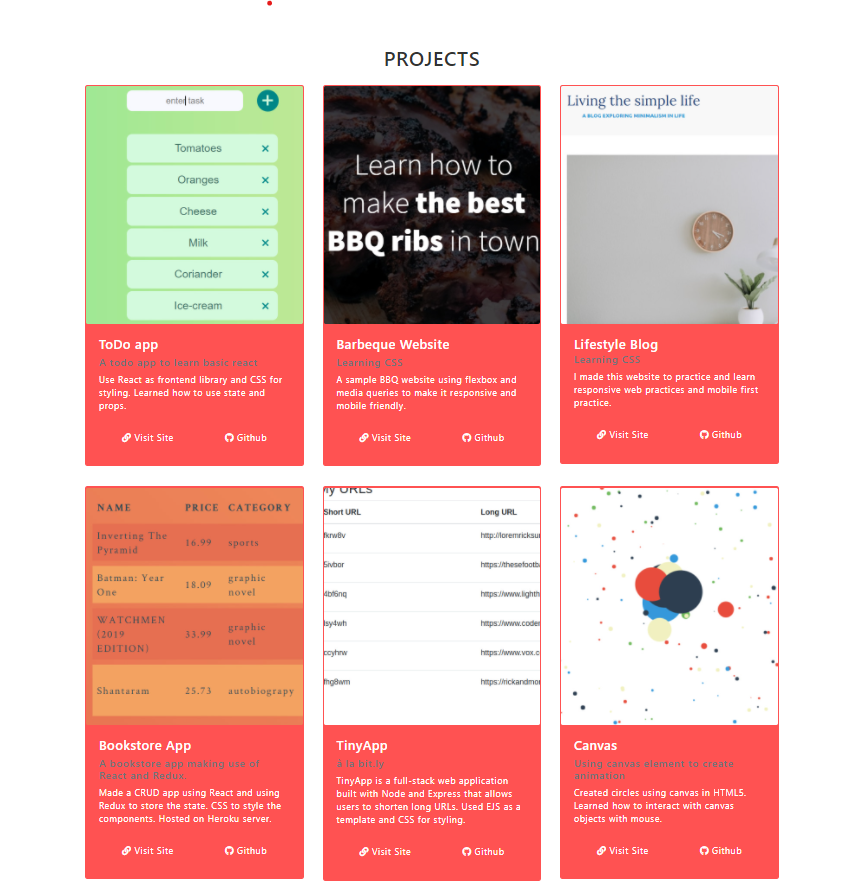 PROJECTS
enter task
Tomatoes
Oranges
Cheese
Milk
Coriander
Ice-cream
ToDo app
A todo app to learn basic react
Use React as frontend library and CSS for
styling. Learned how to use state and
props.
Visit Site Github
Learn how to
make the best
BBQ ribs in town
Barbeque Website
Learning CSS
A sample BBQ website using flexbox and
media queries to make it responsive and
mobile friendly.
Visit Site Github
Living the simple life
A BLOG EXPLORING MINIMALISM IN LIFE
Lifestyle Blog
Learning CSS
I made this website to practice and learn
responsive web practices and mobile first
practice.
Visit Site Github
NAME PRICE CATEGORY
Inverting The
Pyramid 16.99 sports
Batman: Year
One 18.09 graphic
novel
WATCHMEN
(2019
EDITION) 33.99 graphic
novel
Shantaram 25.73 autobiograpy
Bookstore App
A bookstore app making use of
React and Redux
Made a CRUD app using React and using
Redux to store the state. CSS to style the
components. Hosted on Heroku server.
Visit Site Github
My URLs
Short URL Long URL
fkrw8v http://loremricksu
5ivbor https://thesefootb
4bf6nq https://www.lighth
lsy4wh https://www.coder
ccyhrw https://www.vox.c
fhg8wm https://rickandmor
TinyApp
á la bit.ly
TinyApp is a full-stack web application
built with Node and Express that allows
users to shorten long URLs. Used EJS as a
template and CSS for styling.
Visit Site Github
Canvas
Using canvas element to create
animation
Created circles using canvas in HTML5.
Learned how to interact with canvas
objects with mouse.
Visit Site Github